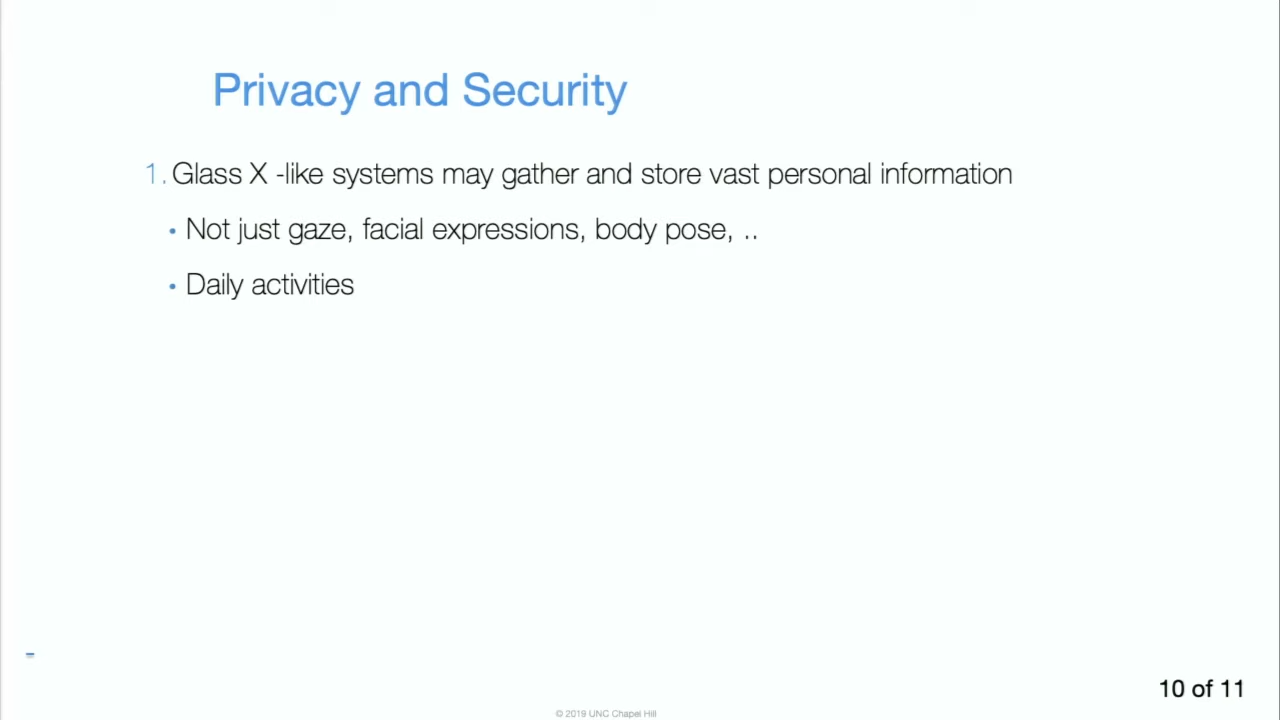 Privacy and Security
1. Glass X -like systems may gather and store vast personal information
• Not just gaze, facial expressions, body pose, ..
• Daily activities
-
10 of 11
© 2019 UNC Chapel Hill